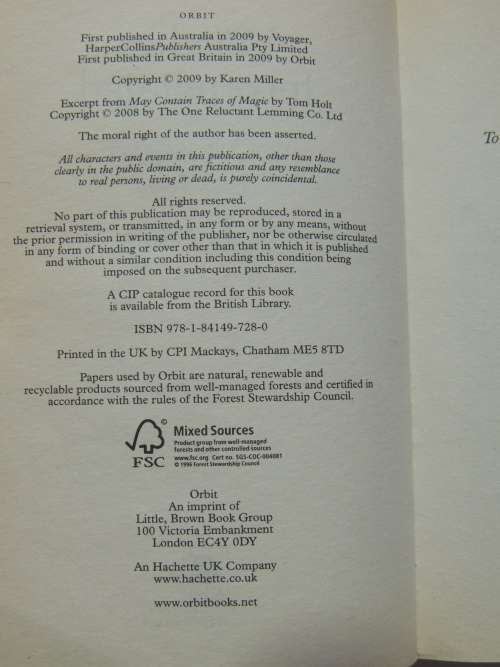 ORBIT
First published in Australia in 2009 by Voyager,
HarperCollinsPublishers Australia Pty Limited
First published in Great Britain in 2009 by Orbit
Copyright © 2009 by Karen Miller
Excerpt from May Contain Traces of Magic by Tom Holt
Copyright © 2008 by The One Reluctant Lemming Co. Ltd
The moral right of the author has been asserted.
All characters and events in this publication, other than those
clearly in the public domain, are fictitious and any resemblance
to real persons, living or dead, is purely coincidental.
All rights reserved.
No part of this publication may be reproduced, stored in a
retrieval system, or transmitted, in any form or by any means, without
the prior permission in writing of the publisher, nor be otherwise circulated
in any form of binding or cover other than that in which it is published
and without a similar condition including this condition being
imposed on the subsequent purchaser.
A CIP catalogue record for this book
is available from the British Library.
ISBN 978-1-84149-728-0
Printed in the UK by CPI Mackays, Chatham ME5 8TD
Papers used by Orbit are natural, renewable and
recyclable products sourced from well-managed forests and certified in
accordance with the rules of the Forest Stewardship Council.
©
FSC
Mixed Sources
Product group from well-managed
forests and other controlled sources
www.fsc.org Cert no. SGS-COC-004081
© 1996 Forest Stewardship Council
Orbit
An imprint of
Little, Brown Book Group
100 Victoria Embankment
London EC4Y 0DY
An Hachette UK Company
www.hachette.co.uk
www.orbitbooks.net
To